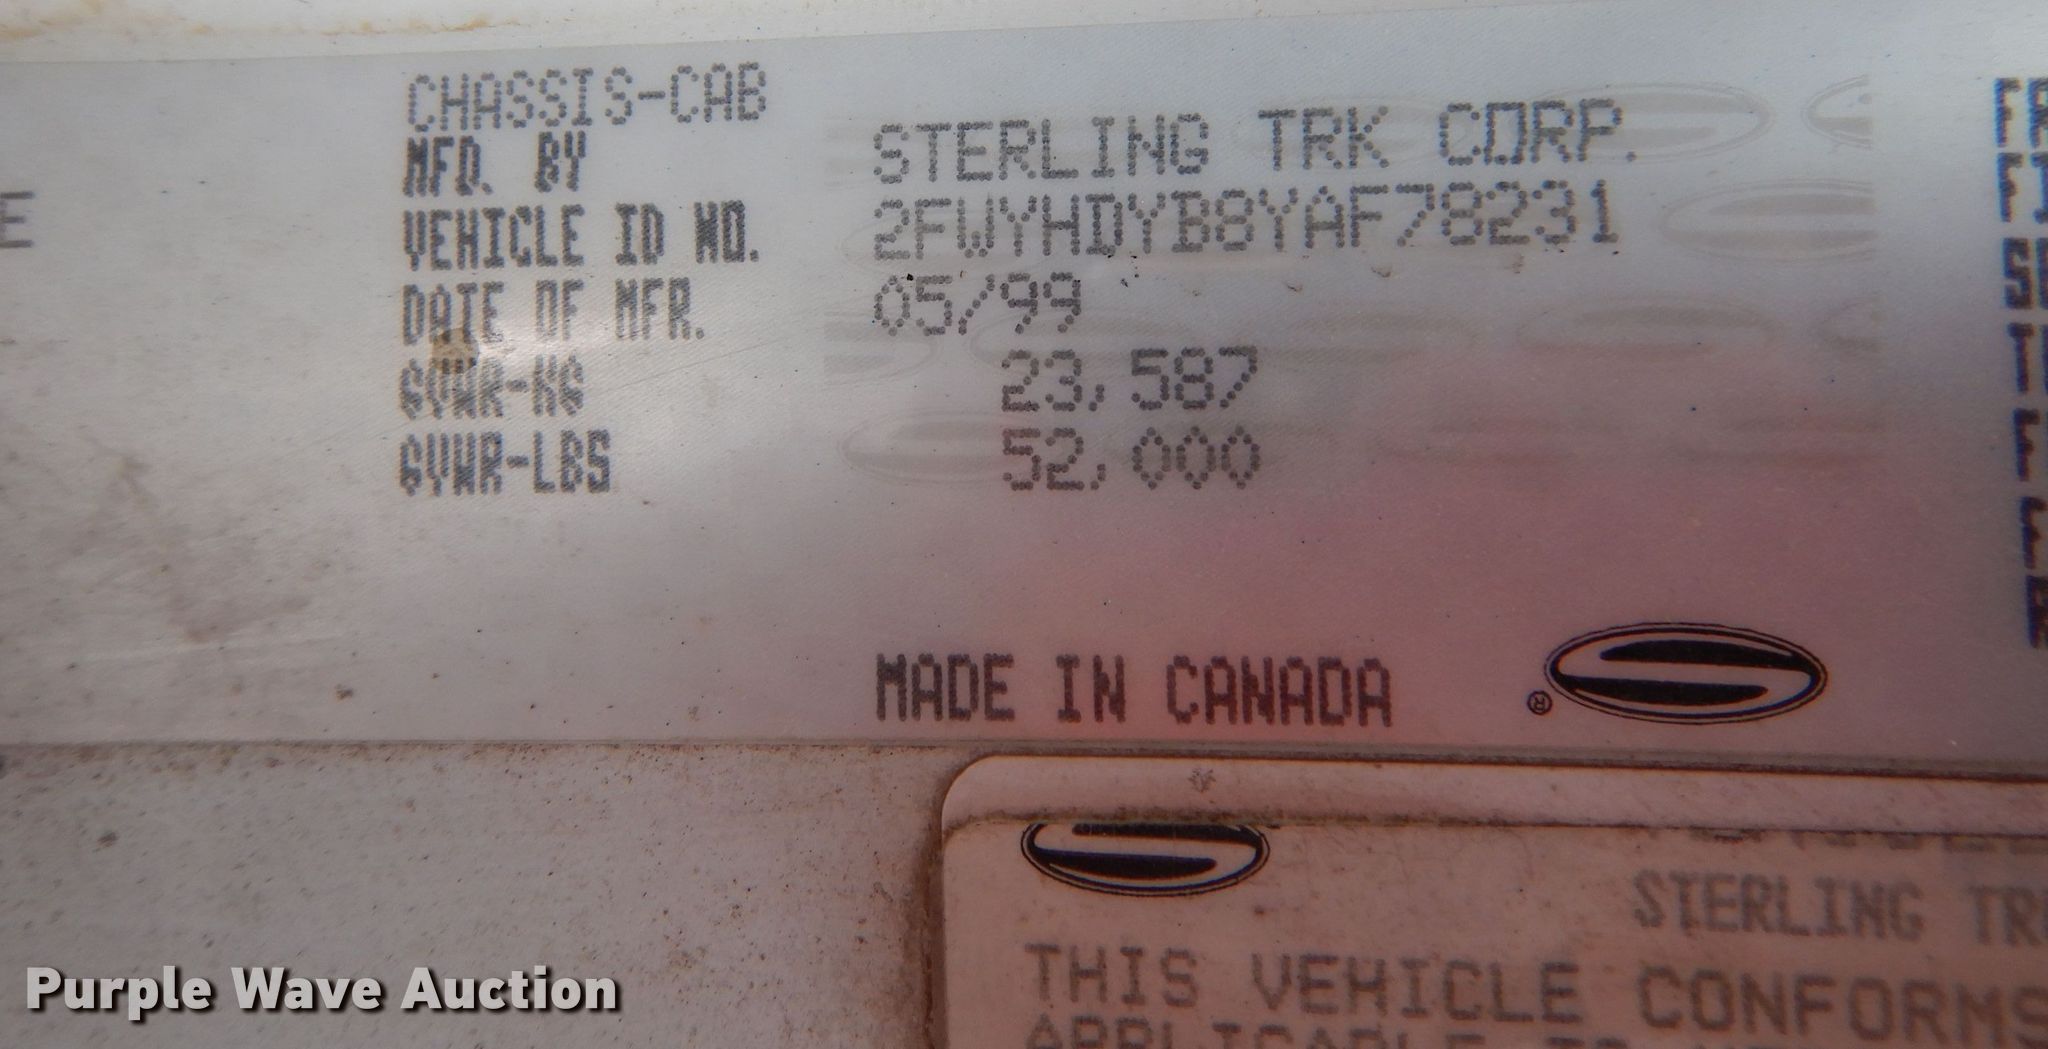 CHASSIS-CAB
MFD. BY STERLING TRK CORP.
VEHICLE ID NO. 2FWYHDYB8YAF78231
DATE OF MFR. 05/99
GVWR-KG 23,587
GVWR-LBS 52,000
MADE IN CANADA
®
STERLING
THIS VEHICLE CONFORMS
Purple Wave Auction